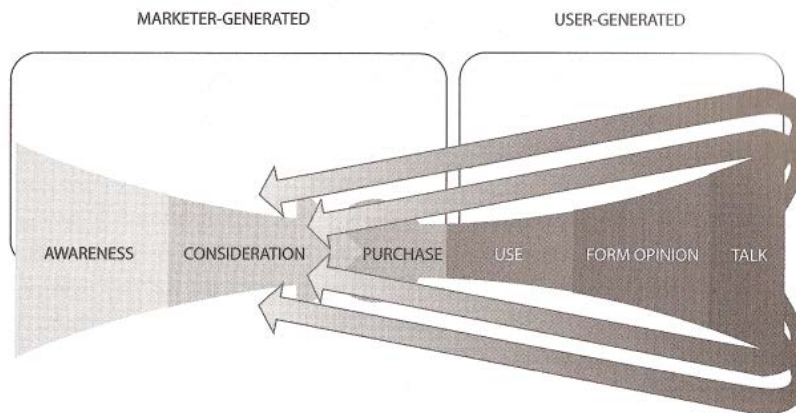 MARKETER-GENERATED
USER-GENERATED
AWARENESS
CONSIDERATION
PURCHASE
USE
FORM OPINION
TALK